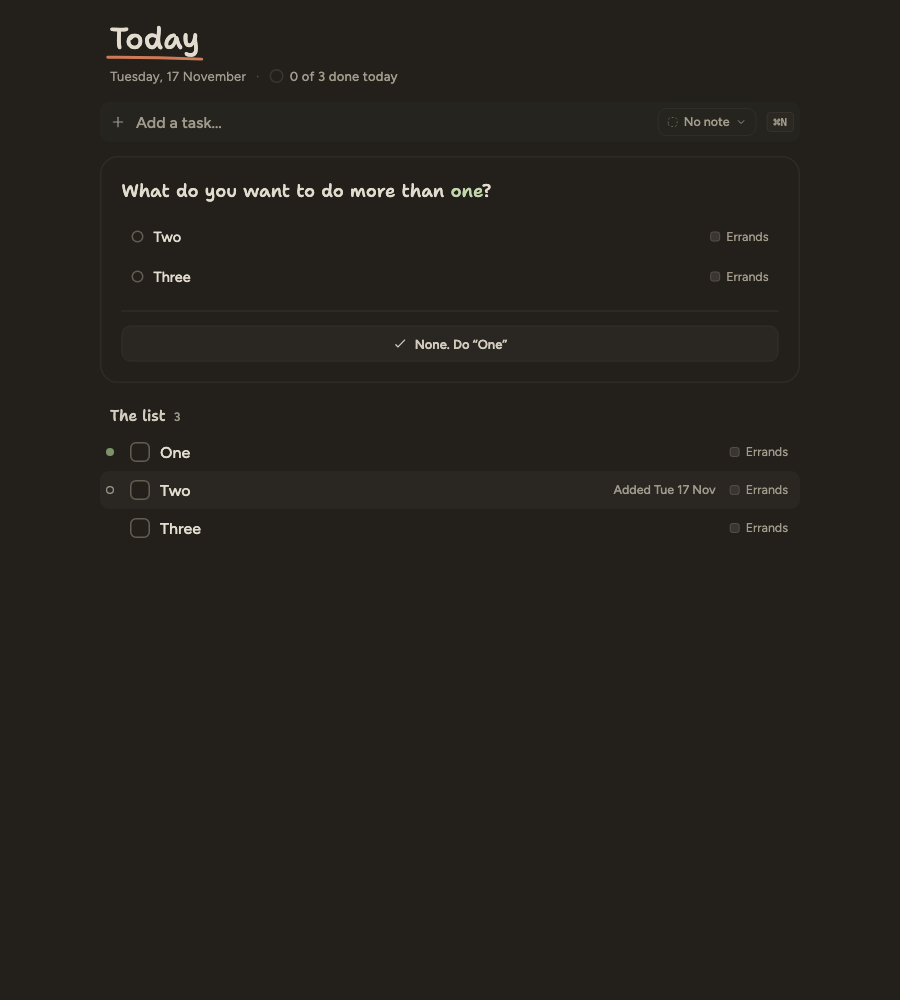 Today
Tuesday, 17 November · 0 of 3 done today
Add a task... No note ⌘N
What do you want to do more than one?
Two Errands
Three Errands
None. Do “One”
The list 3
One Errands
Two Added Tue 17 Nov Errands
Three Errands